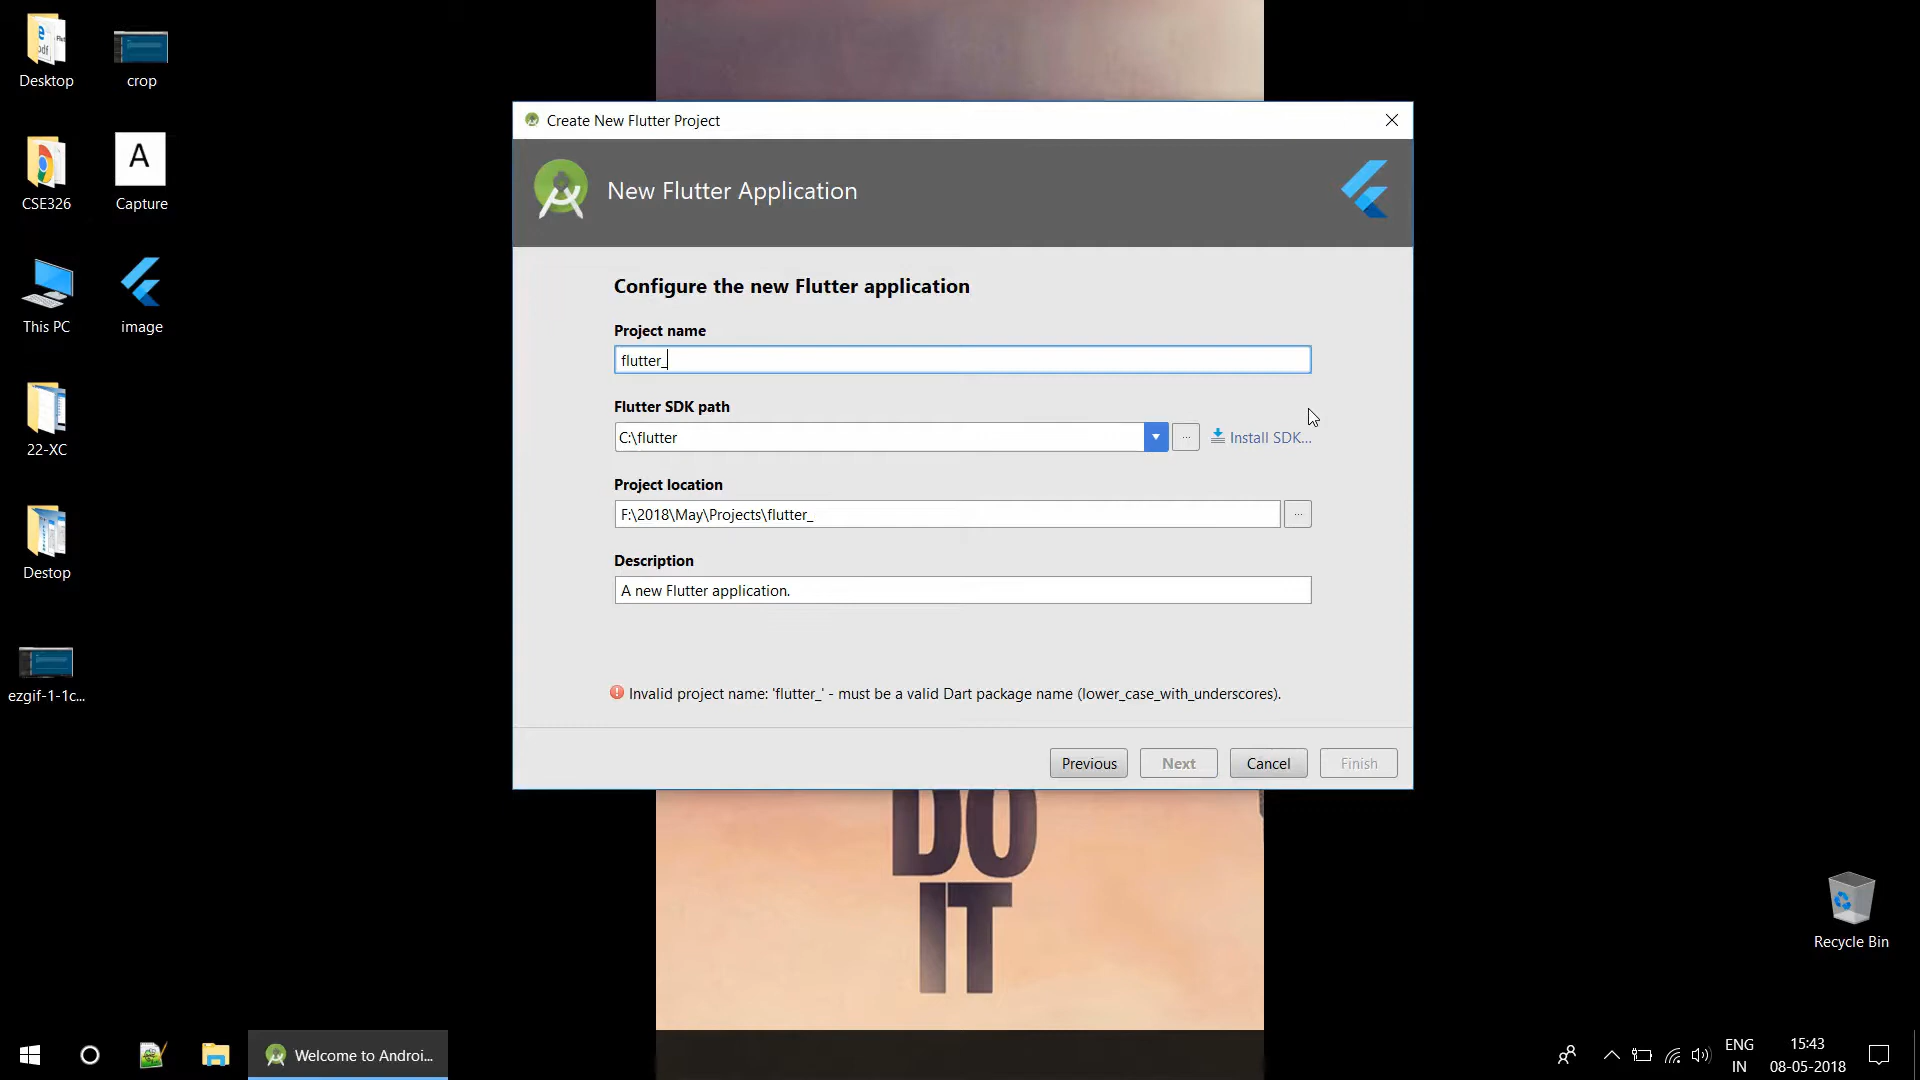 Desktop
crop
CSE326
A
Capture
This PC
image
22-XC
Destop
ezgif-1-1c...
Create New Flutter Project
New Flutter Application
Configure the new Flutter application
Project name
flutter_
Flutter SDK path
C:\flutter
...
Install SDK...
Project location
F:\2018\May\Projects\flutter_
...
Description
A new Flutter application.
Invalid project name: 'flutter_' - must be a valid Dart package name (lower_case_with_underscores).
Previous
Next
Cancel
Finish
DO
IT
Recycle Bin
Welcome to Androi...
ENG
IN
15:43
08-05-2018